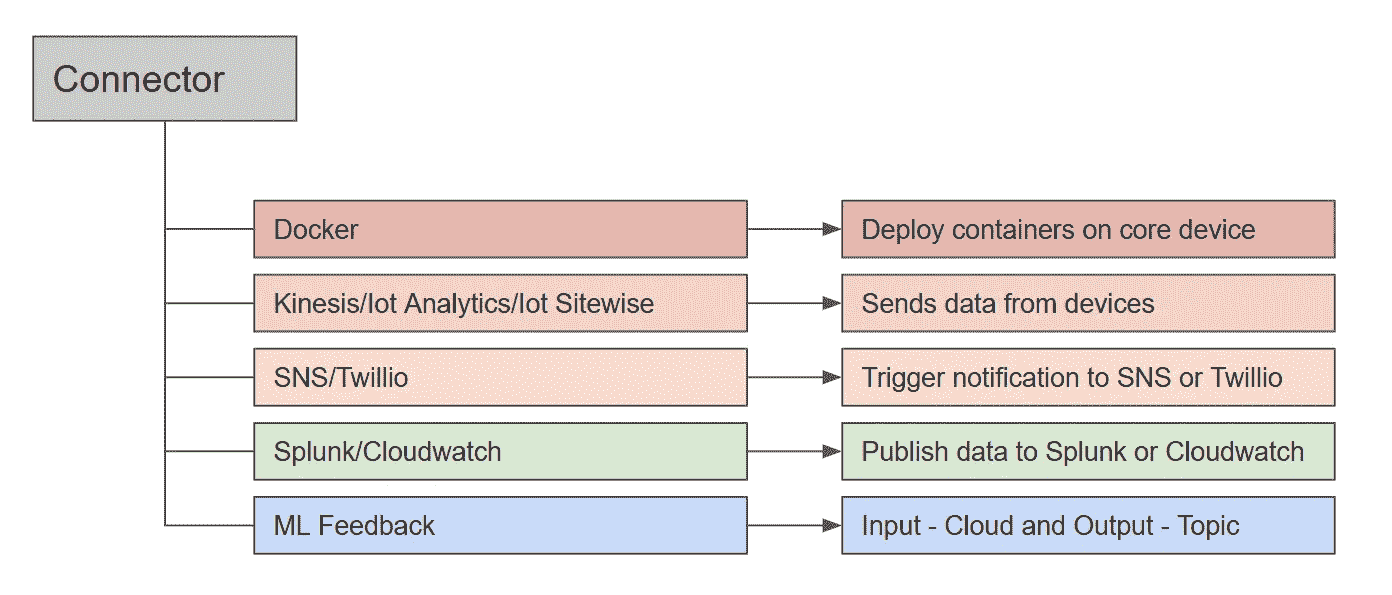 Connector
Docker
Deploy containers on core device
Kinesis/Iot Analytics/Iot Sitewise
Sends data from devices
SNS/Twillio
Trigger notification to SNS or Twillio
Splunk/Cloudwatch
Publish data to Splunk or Cloudwatch
ML Feedback
Input - Cloud and Output - Topic